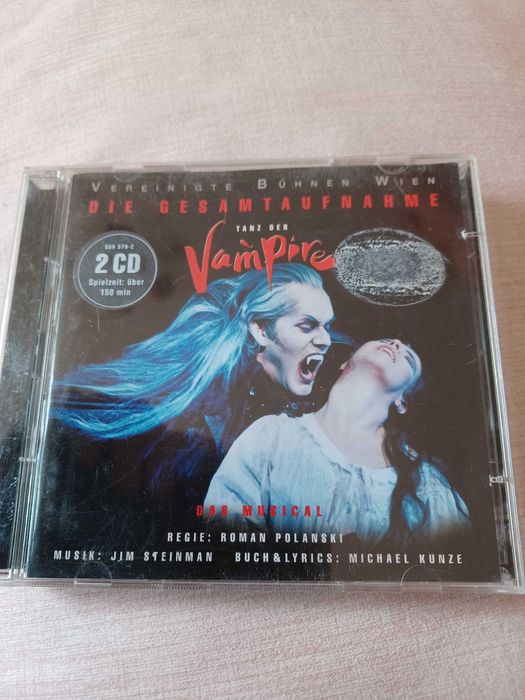 VEREINIGTE BÜHNEN WIEN
DIE GESAMTAUFNAHME
TANZ DER
Vampire
2 CD
Spielzeit: über
150 min
DAS MUSICAL
REGIE: ROMAN POLANSKI
MUSIK: JIM STEINMAN BUCH&LYRICS: MICHAEL KUNZE